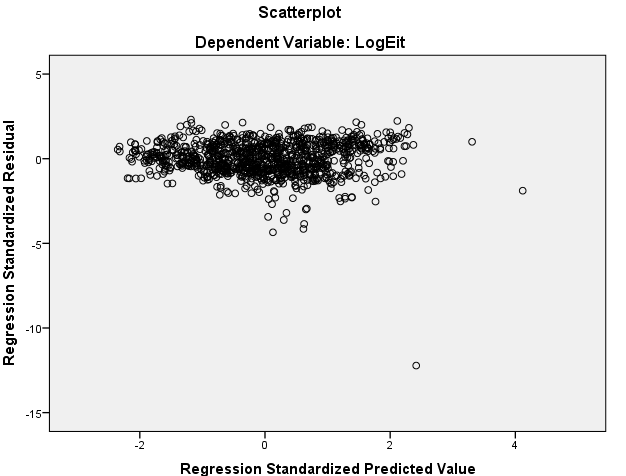 Scatterplot
Dependent Variable: LogEit
Regression Standardized Residual
5
0
-5
-10
-15
-2
0
2
4
Regression Standardized Predicted Value